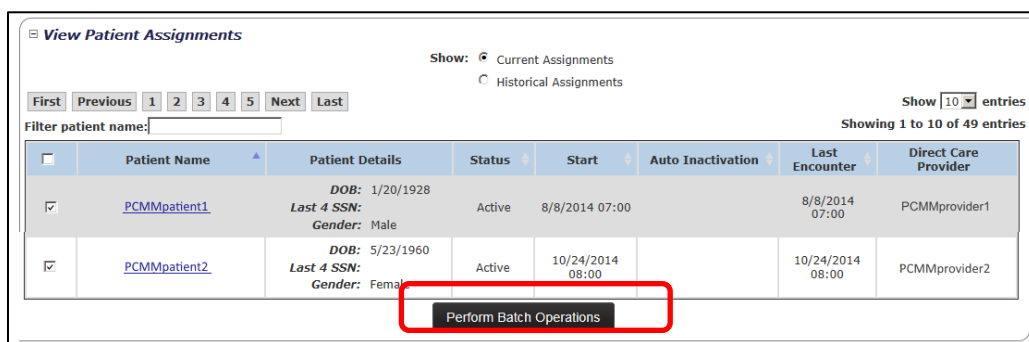 View Patient Assignments
Show: Current Assignments
Historical Assignments
First Previous 1 2 3 4 5 Next Last
Show 10 entries
Filter patient name:
Showing 1 to 10 of 49 entries
Patient Name Patient Details Status Start Auto Inactivation Last Encounter Direct Care Provider
PCMMpatient1
DOB: 1/20/1928
Last 4 SSN:
Gender: Male
Active
8/8/2014 07:00
8/8/2014
07:00
PCMMprovider1
PCMMpatient2
DOB: 5/23/1960
Last 4 SSN:
Gender: Female
Active
10/24/2014
08:00
10/24/2014
08:00
PCMMprovider2
Perform Batch Operations